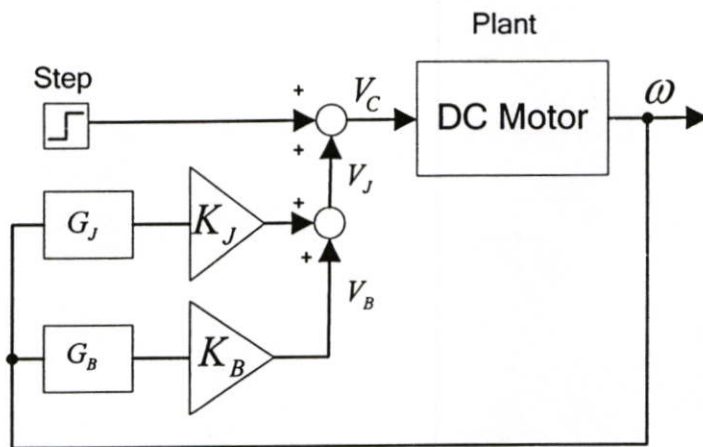 Plant
Step
+
V_C
DC Motor
ω
+
V_J
G_J
K_J
+
+
V_B
G_B
K_B